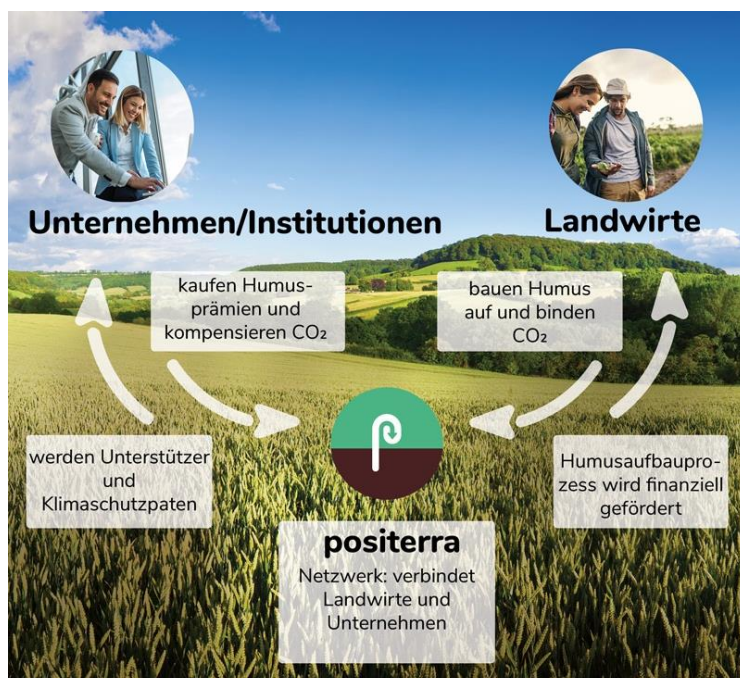 Unternehmen/Institutionen
Landwirte
kaufen Humus-
prämien und
kompensieren CO₂
bauen Humus
auf und binden
CO₂
werden Unterstützer
und
Klimaschutzpaten
Humusaufbaupro-
zess wird finanziell
gefördert
positerra
Netzwerk: verbindet
Landwirte und
Unternehmen